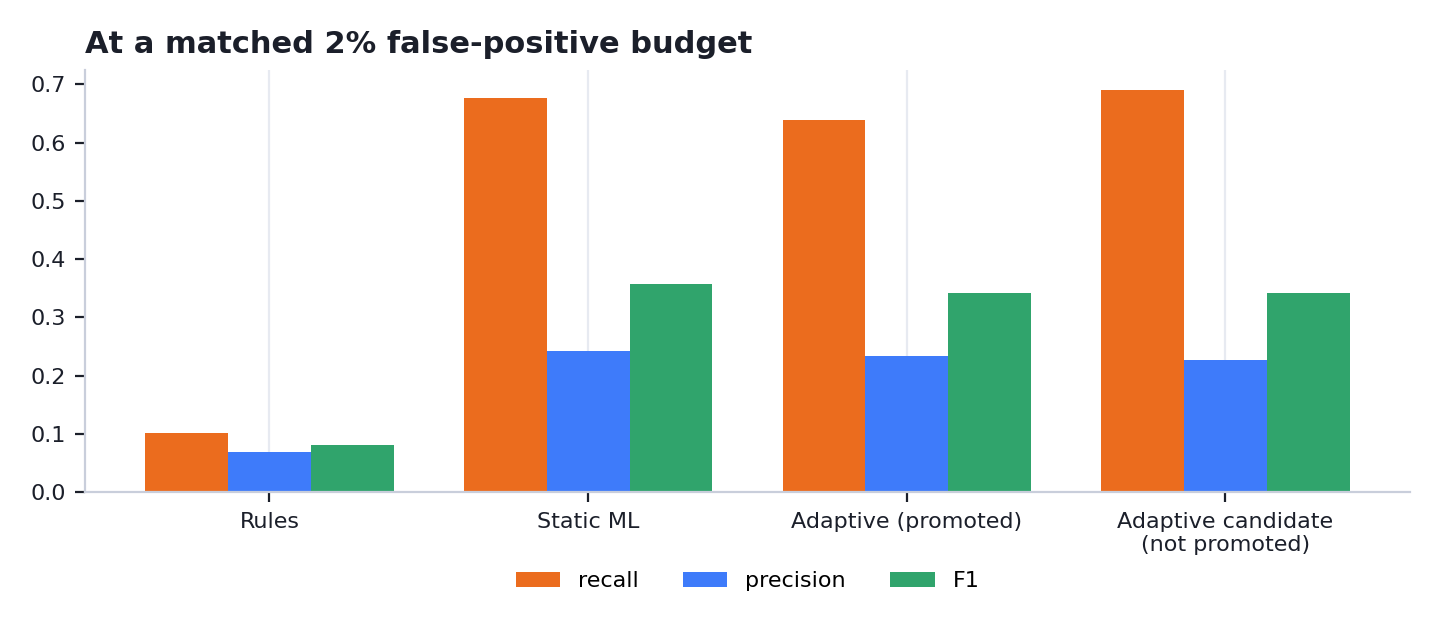 At a matched 2% false-positive budget
0.7
0.6
0.5
0.4
0.3
0.2
0.1
0.0
Rules
Static ML
Adaptive (promoted)
Adaptive candidate
(not promoted)
recall
precision
F1